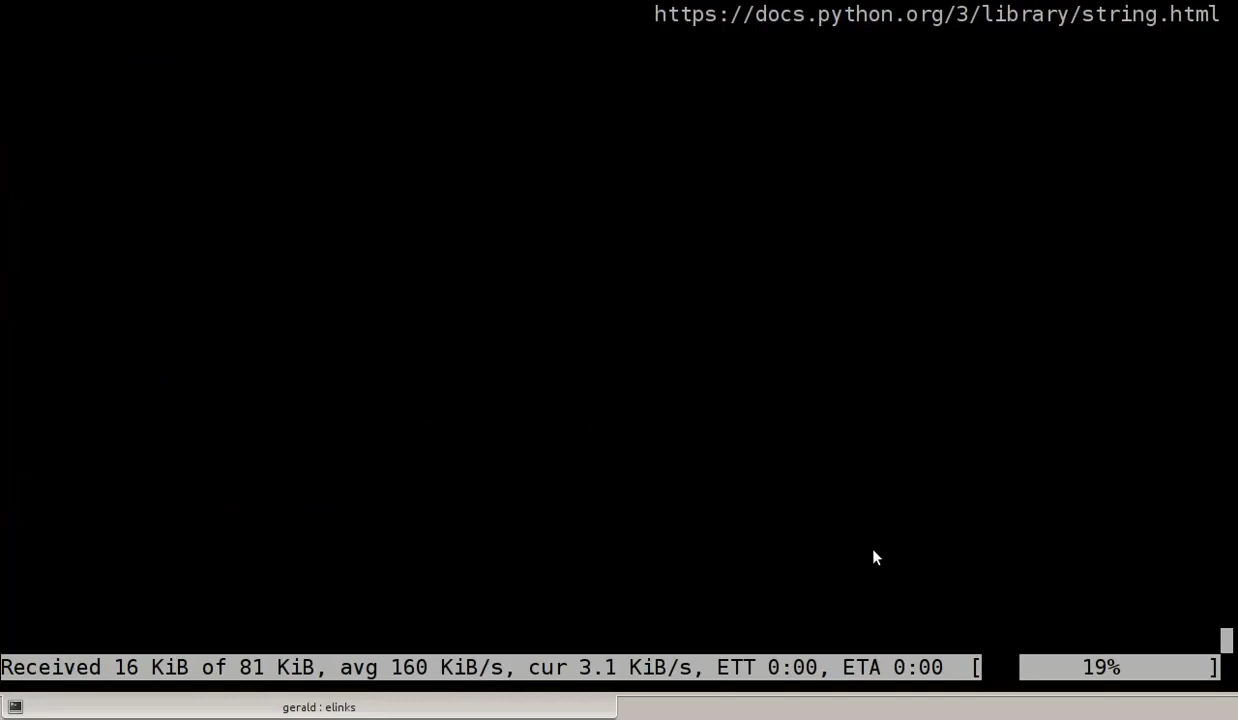 https://docs.python.org/3/library/string.html
Received 16 KiB of 81 KiB, avg 160 KiB/s, cur 3.1 KiB/s, ETT 0:00, ETA 0:00 [ 19% ]
gerald : elinks